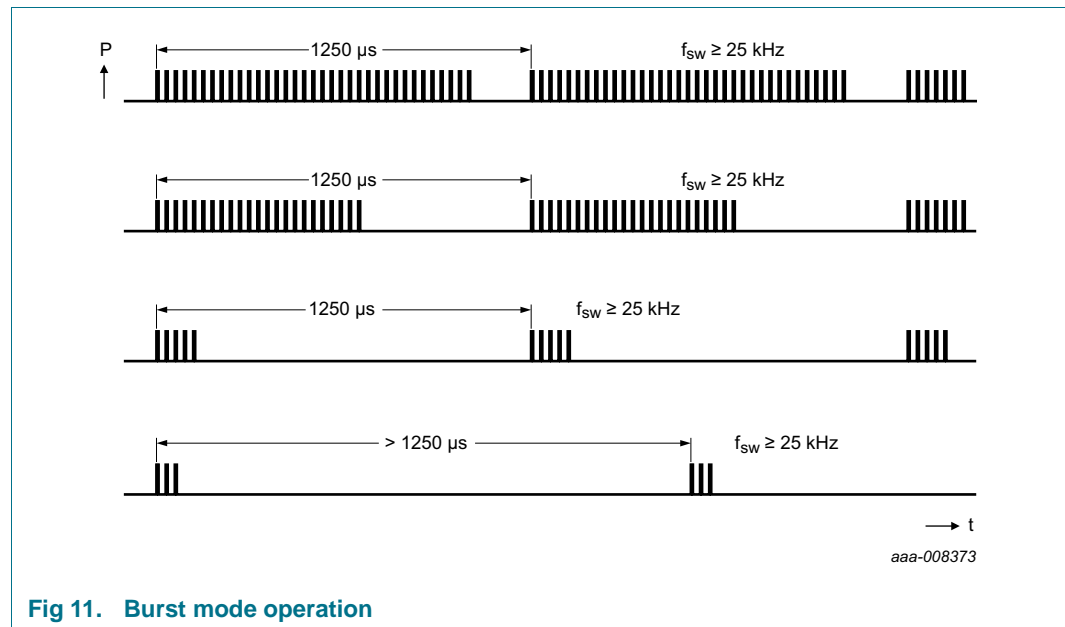 P
1250 µs
f_sw ≥ 25 kHz
1250 µs
f_sw ≥ 25 kHz
1250 µs
f_sw ≥ 25 kHz
> 1250 µs
f_sw ≥ 25 kHz
t
aaa-008373
Fig 11. Burst mode operation